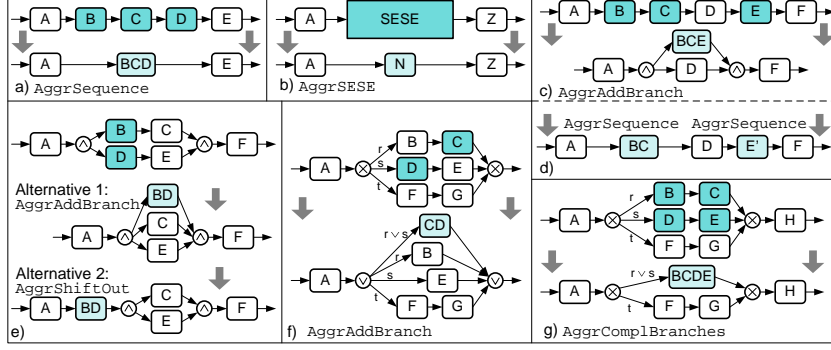 A B C D E
A BCD E
a) AggrSequence
A SESE Z
A N Z
b) AggrSESE
A B C D E F
BCE
A ∧ D ∧ F
c) AggrAddBranch
AggrSequence AggrSequence
A BC D E' F
d)
B C
A ∧ ∧ F
D E
Alternative 1:
AggrAddBranch
BD
C
A ∧ ∧ F
E
Alternative 2:
AggrShiftOut
C
A BD ∧ ∧ F
E
e)
r B C
A ⊗ s D E ⊗
t F G
r∨s CD
r B
A ∨ s E ∨
t F G
f) AggrAddBranch
r B C
A ⊗ s D E ⊗ H
t F G
r∨s BCDE
A ⊗ ⊗ H
t F G
g) AggrComplBranches